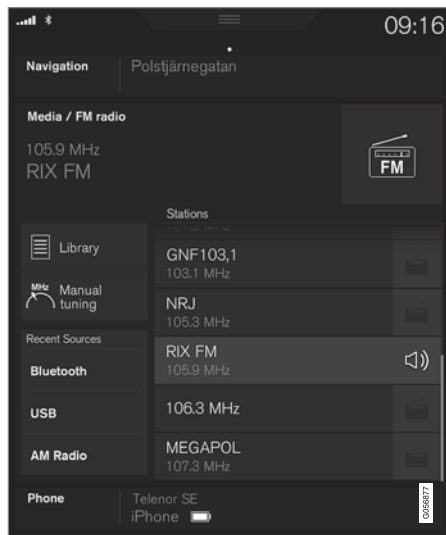 09:16
Navigation
Polstjärnegatan
Media / FM radio
105.9 MHz
RIX FM
FM
Stations
Library
MHz
Manual
tuning
Recent Sources
Bluetooth
USB
AM Radio
GNF103,1
103.1 MHz
NRJ
105.3 MHz
RIX FM
105.9 MHz
106.3 MHz
MEGAPOL
107.3 MHz
Phone
Telenor SE
iPhone
G056877